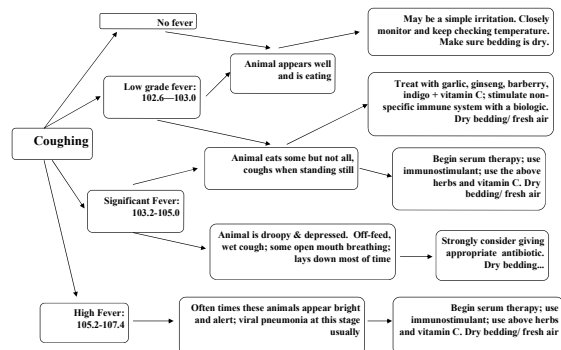 No fever
May be a simple irritation. Closely
monitor and keep checking temperature.
Make sure bedding is dry.
Animal appears well
and is eating
Low grade fever:
102.6—103.0
Treat with garlic, ginseng, barberry,
indigo + vitamin C; stimulate non-
specific immune system with a biologic.
Dry bedding/ fresh air
Coughing
Animal eats some but not all,
coughs when standing still
Begin serum therapy; use
immunostimulant; use the above
herbs and vitamin C. Dry
bedding/ fresh air
Significant Fever:
103.2-105.0
Animal is droopy & depressed. Off-feed,
wet cough; some open mouth breathing;
lays down most of time
Strongly consider giving
appropriate antibiotic.
Dry bedding...
High Fever:
105.2-107.4
Often times these animals appear bright
and alert; viral pneumonia at this stage
usually
Begin serum therapy; use
immunostimulant; use above herbs
and vitamin C. Dry bedding/ fresh air